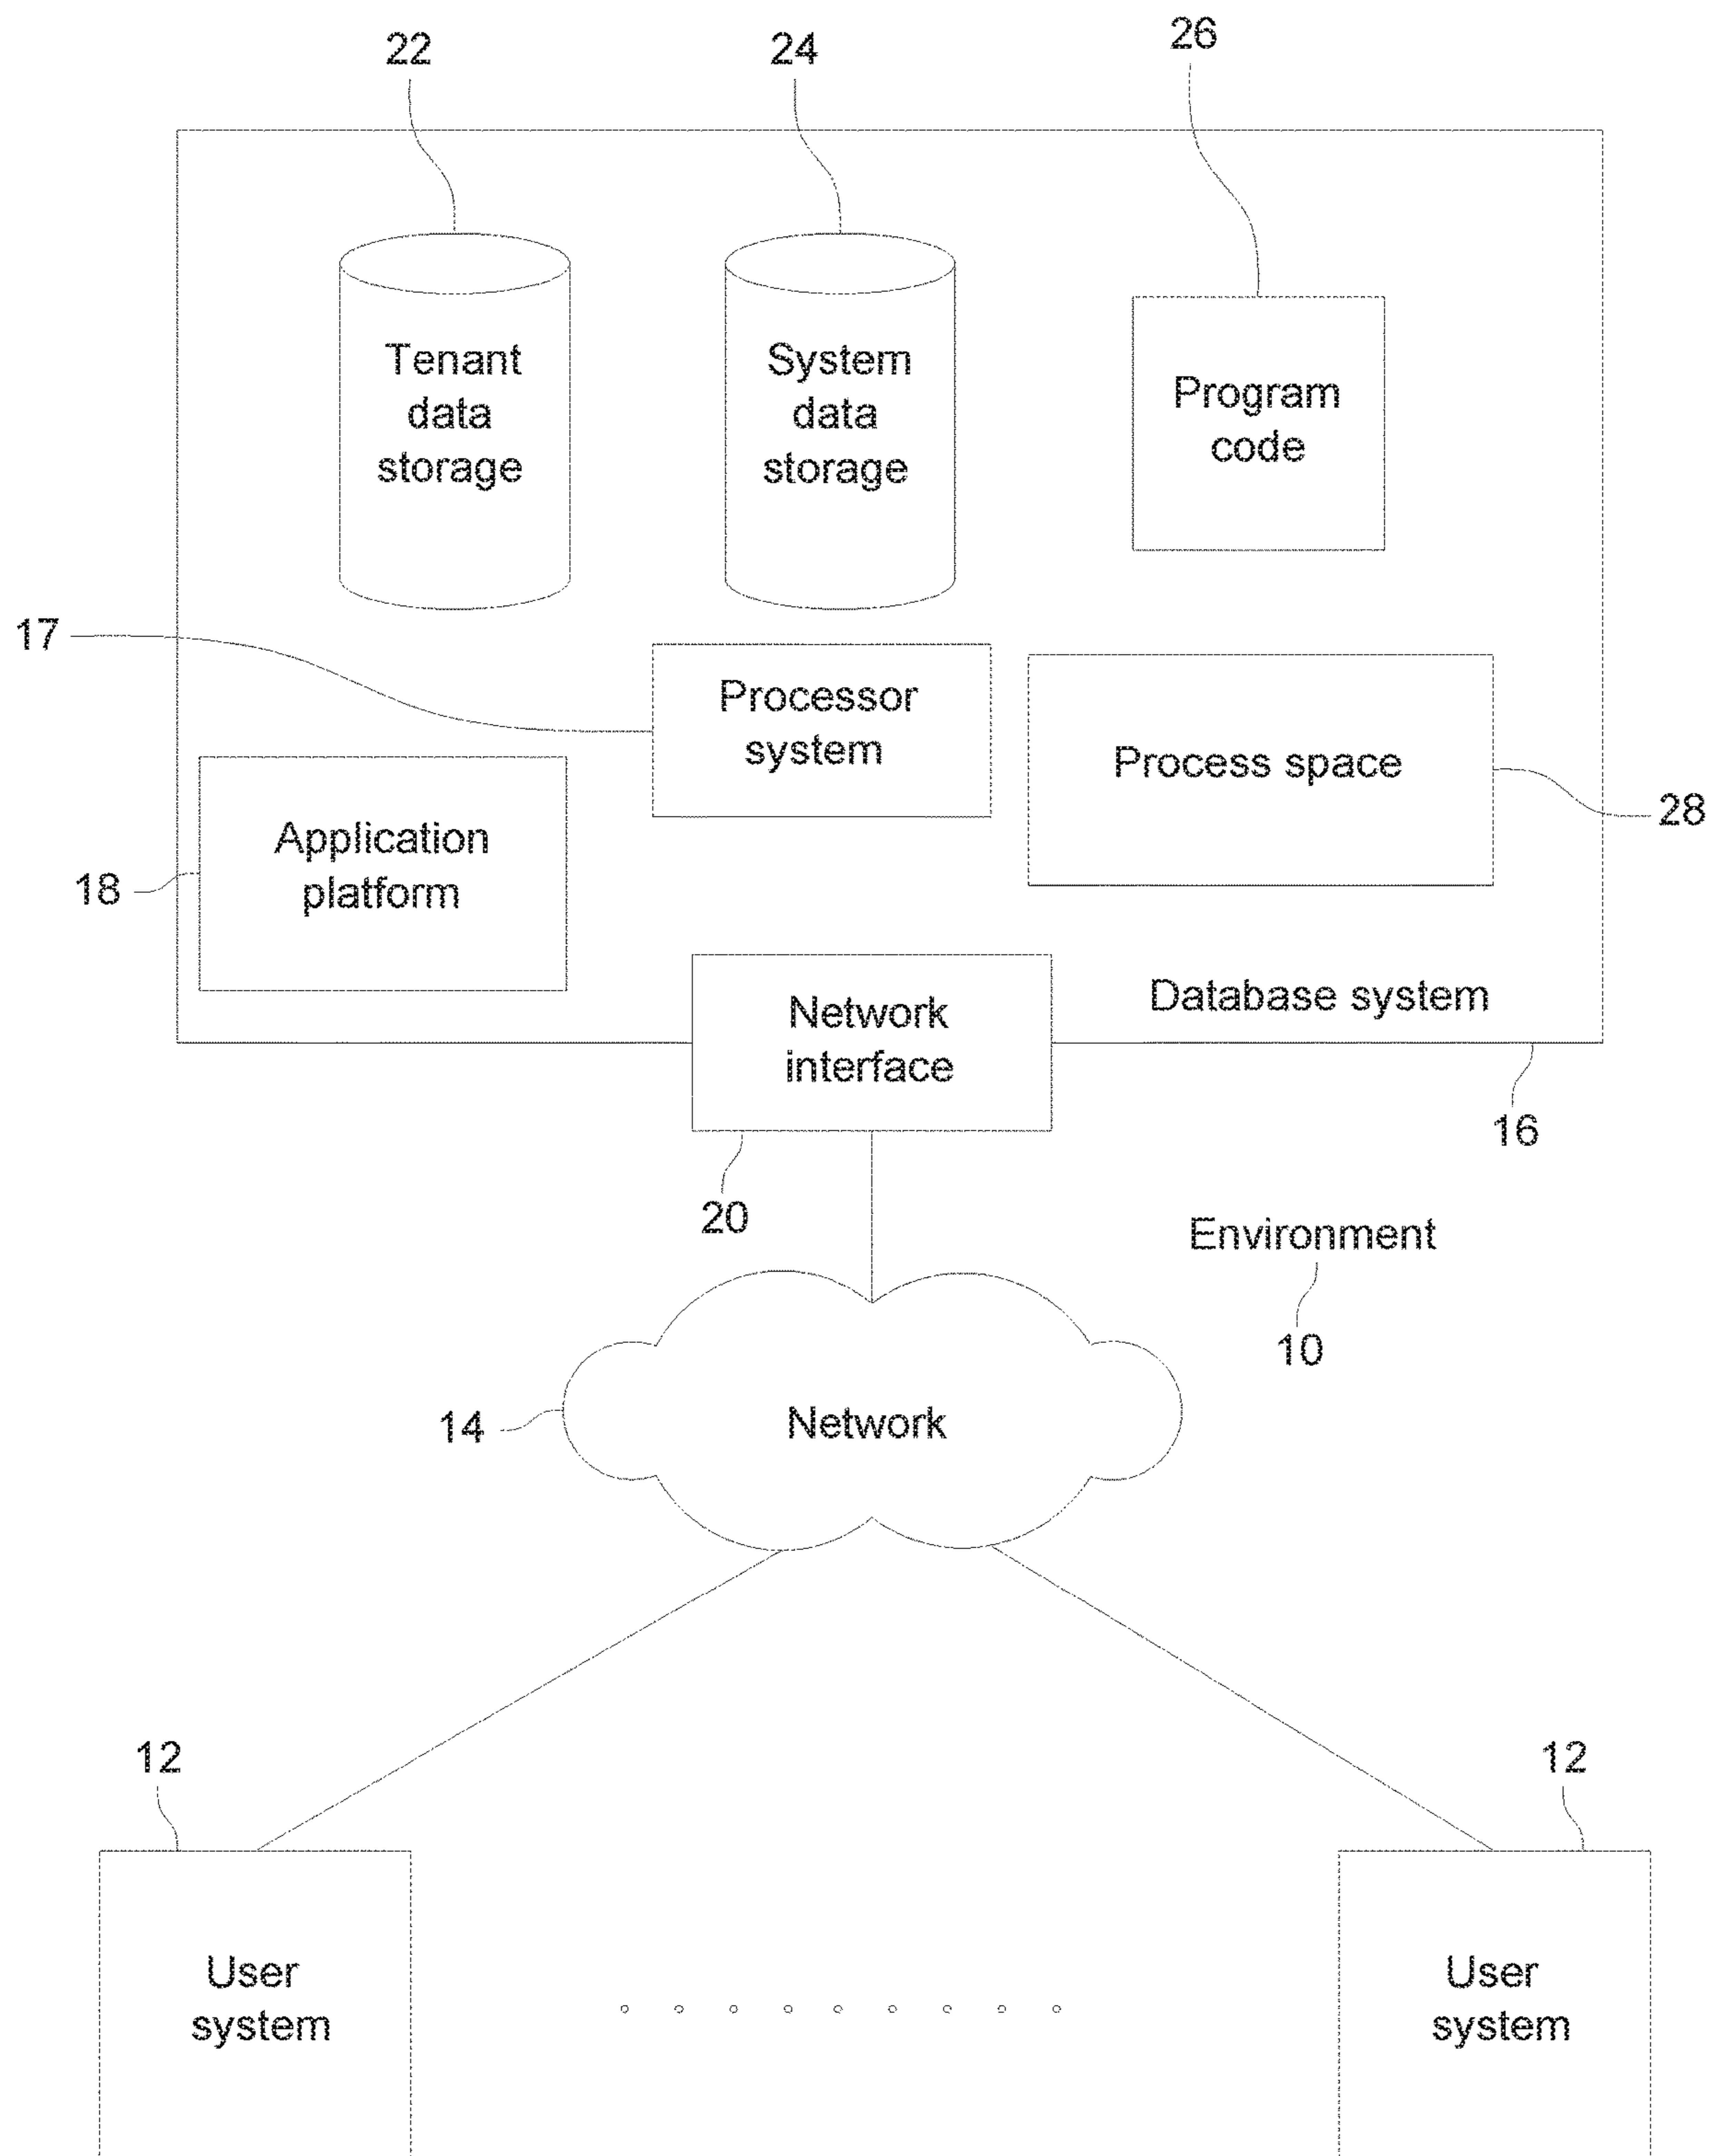 22
24
26
Tenant
data
storage
System
data
storage
Program
code
17
Processor
system
Process space
28
Application
platform
18
Network
interface
Database system
16
20
Environment
10
14
Network
12
12
User
system
User
system